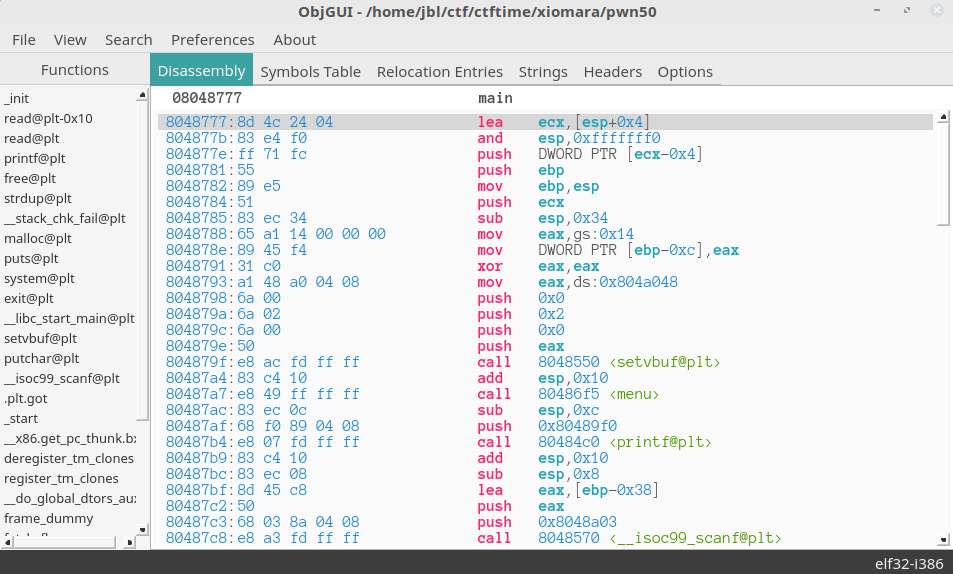 ObjGUI - /home/jbl/ctf/ctftime/xiomara/pwn50
File View Search Preferences About
Functions
Disassembly Symbols Table Relocation Entries Strings Headers Options
_init
read@plt-0x10
read@plt
printf@plt
free@plt
strdup@plt
__stack_chk_fail@plt
malloc@plt
puts@plt
system@plt
exit@plt
__libc_start_main@plt
setvbuf@plt
putchar@plt
__isoc99_scanf@plt
.plt.got
_start
__x86.get_pc_thunk.bx
deregister_tm_clones
register_tm_clones
__do_global_dtors_aux
frame_dummy
08048777 main
8048777:8d 4c 24 04 lea ecx,[esp+0x4]
804877b:83 e4 f0 and esp,0xfffffff0
804877e:ff 71 fc push DWORD PTR [ecx-0x4]
8048781:55 push ebp
8048782:89 e5 mov ebp,esp
8048784:51 push ecx
8048785:83 ec 34 sub esp,0x34
8048788:65 a1 14 00 00 00 mov eax,gs:0x14
804878e:89 45 f4 mov DWORD PTR [ebp-0xc],eax
8048791:31 c0 xor eax,eax
8048793:a1 48 a0 04 08 mov eax,ds:0x804a048
8048798:6a 00 push 0x0
804879a:6a 02 push 0x2
804879c:6a 00 push 0x0
804879e:50 push eax
804879f:e8 ac fd ff ff call 8048550 <setvbuf@plt>
80487a4:83 c4 10 add esp,0x10
80487a7:e8 49 ff ff ff call 80486f5 <menu>
80487ac:83 ec 0c sub esp,0xc
80487af:68 f0 89 04 08 push 0x80489f0
80487b4:e8 07 fd ff ff call 80484c0 <printf@plt>
80487b9:83 c4 10 add esp,0x10
80487bc:83 ec 08 sub esp,0x8
80487bf:8d 45 c8 lea eax,[ebp-0x38]
80487c2:50 push eax
80487c3:68 03 8a 04 08 push 0x8048a03
80487c8:e8 a3 fd ff ff call 8048570 <__isoc99_scanf@plt>
elf32-i386